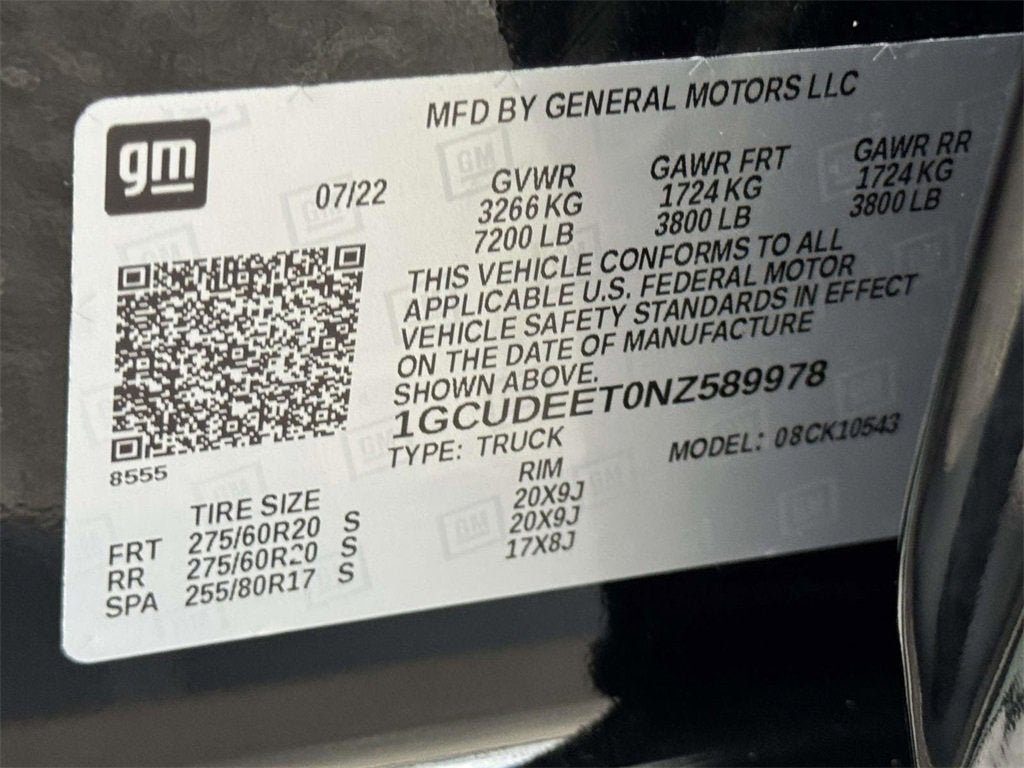 gm
MFD BY GENERAL MOTORS LLC
07/22
GVWR GAWR FRT GAWR RR
3266 KG 1724 KG 1724 KG
7200 LB 3800 LB 3800 LB
THIS VEHICLE CONFORMS TO ALL
APPLICABLE U.S. FEDERAL MOTOR
VEHICLE SAFETY STANDARDS IN EFFECT
ON THE DATE OF MANUFACTURE
SHOWN ABOVE.
1GCUDEET0NZ589978
TYPE: TRUCK MODEL: 08CK10543
8555
TIRE SIZE RIM
FRT 275/60R20 S 20X9J
RR 275/60R20 S 20X9J
SPA 255/80R17 S 17X8J